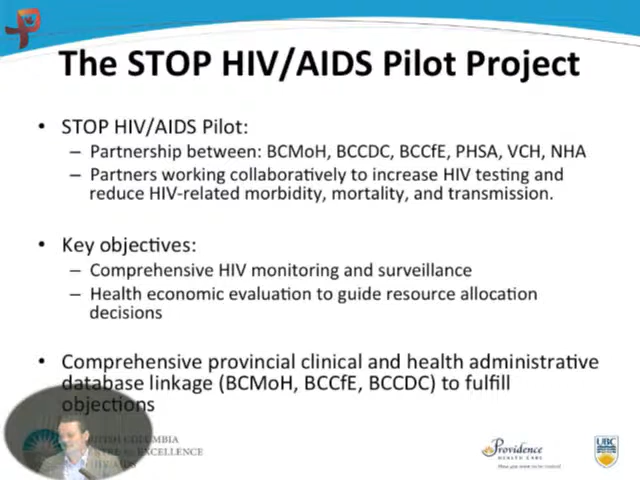 The STOP HIV/AIDS Pilot Project
• STOP HIV/AIDS Pilot:
– Partnership between: BCMoH, BCCDC, BCCfE, PHSA, VCH, NHA
– Partners working collaboratively to increase HIV testing and
reduce HIV-related morbidity, mortality, and transmission.
• Key objectives:
– Comprehensive HIV monitoring and surveillance
– Health economic evaluation to guide resource allocation
decisions
• Comprehensive provincial clinical and health administrative
database linkage (BCMoH, BCCfE, BCCDC) to fulfill
objections
COLUMBIA
EXCELLENCE
Providence
HEALTH CARE
UBC